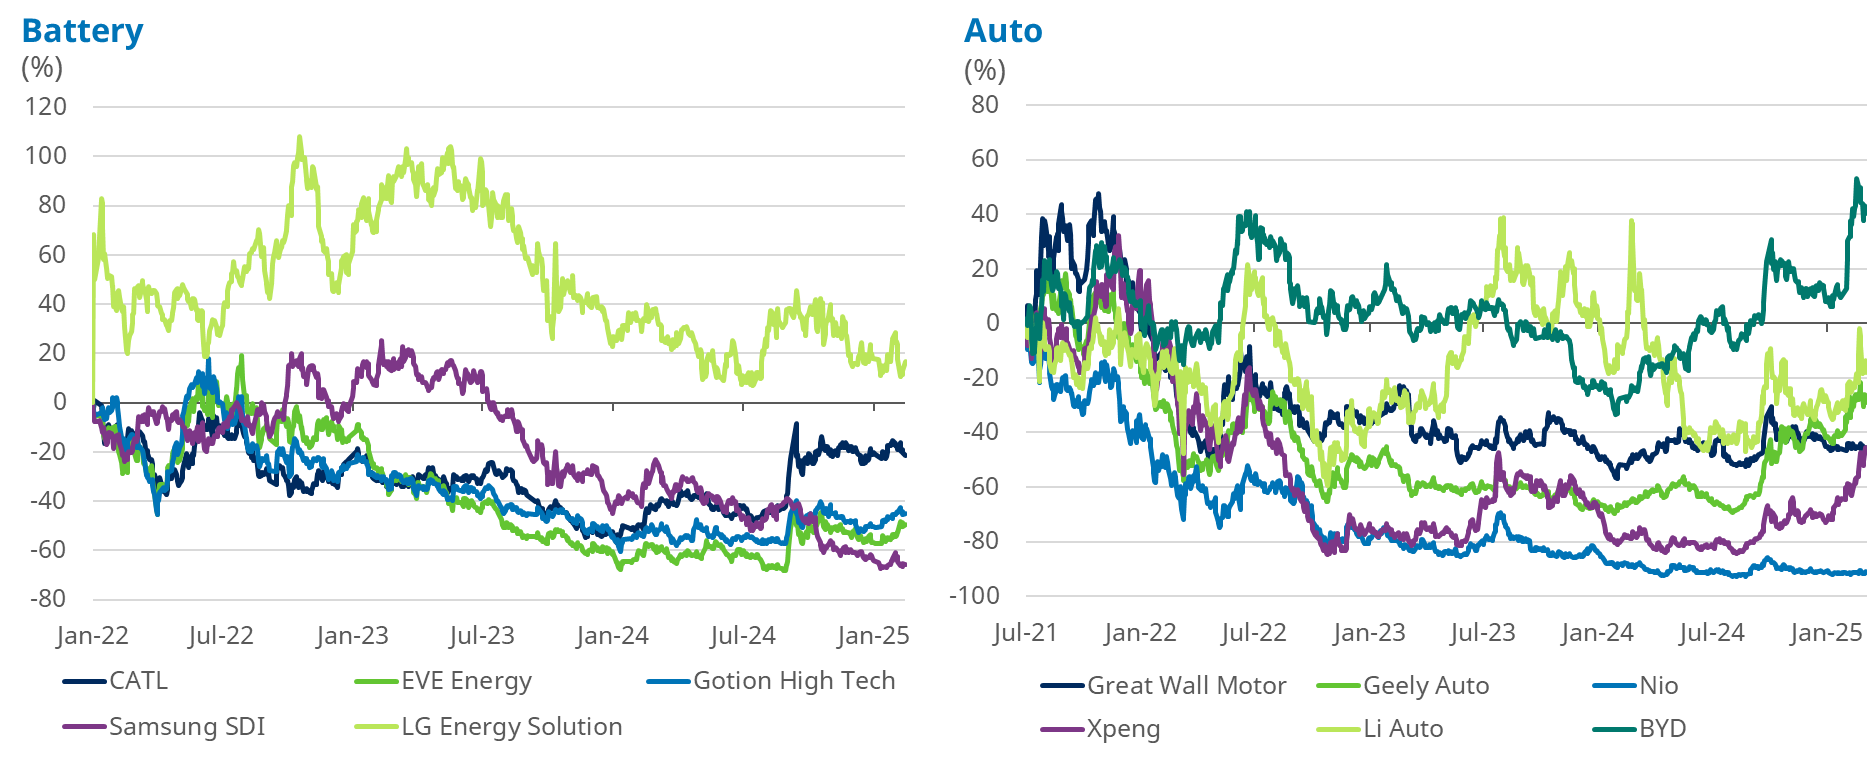 Battery
(%)
120
100
80
60
40
20
0
-20
-40
-60
-80
Jan-22 Jul-22 Jan-23 Jul-23 Jan-24 Jul-24 Jan-25
CATL EVE Energy Gotion High Tech
Samsung SDI LG Energy Solution
Auto
(%)
80
60
40
20
0
-20
-40
-60
-80
-100
Jul-21 Jan-22 Jul-22 Jan-23 Jul-23 Jan-24 Jul-24 Jan-25
Great Wall Motor Geely Auto Nio
Xpeng Li Auto BYD